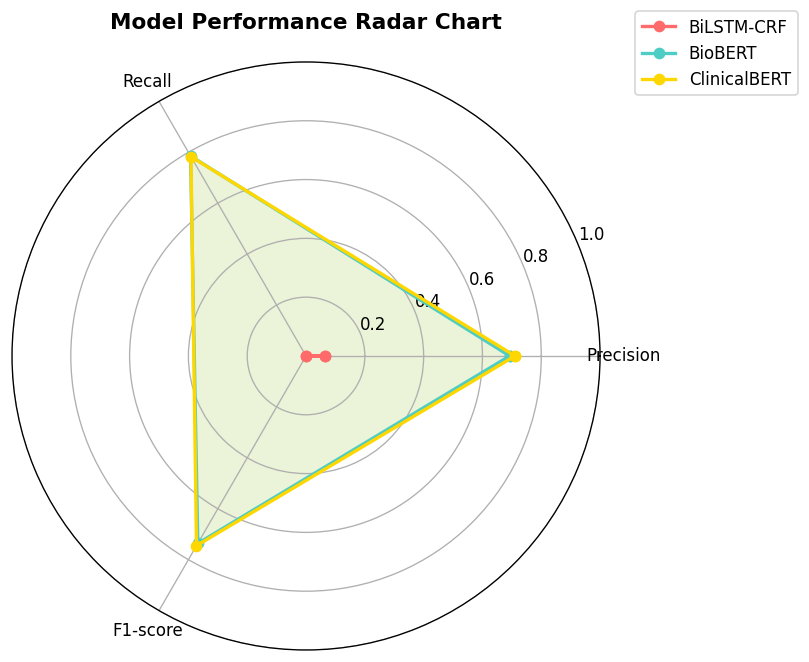 Model Performance Radar Chart
BiLSTM-CRF
BioBERT
ClinicalBERT
Recall
1.0
0.8
0.6
0.4
0.2
Precision
F1-score